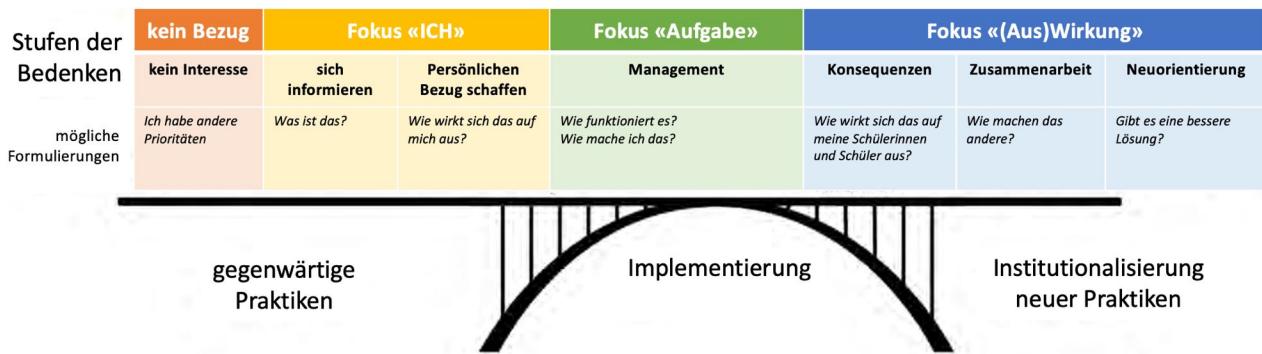 Stufen der
Bedenken
kein Bezug
Fokus «ICH»
Fokus «Aufgabe»
Fokus «(Aus)Wirkung»
kein Interesse
sich
informieren
Persönlichen
Bezug schaffen
Management
Konsequenzen
Zusammenarbeit
Neuorientierung
mögliche
Formulierungen
Ich habe andere
Prioritäten
Was ist das?
Wie wirkt sich das auf
mich aus?
Wie funktioniert es?
Wie mache ich das?
Wie wirkt sich das auf
meine Schülerinnen
und Schüler aus?
Wie machen das
andere?
Gibt es eine bessere
Lösung?
gegenwärtige
Praktiken
Implementierung
Institutionalisierung
neuer Praktiken